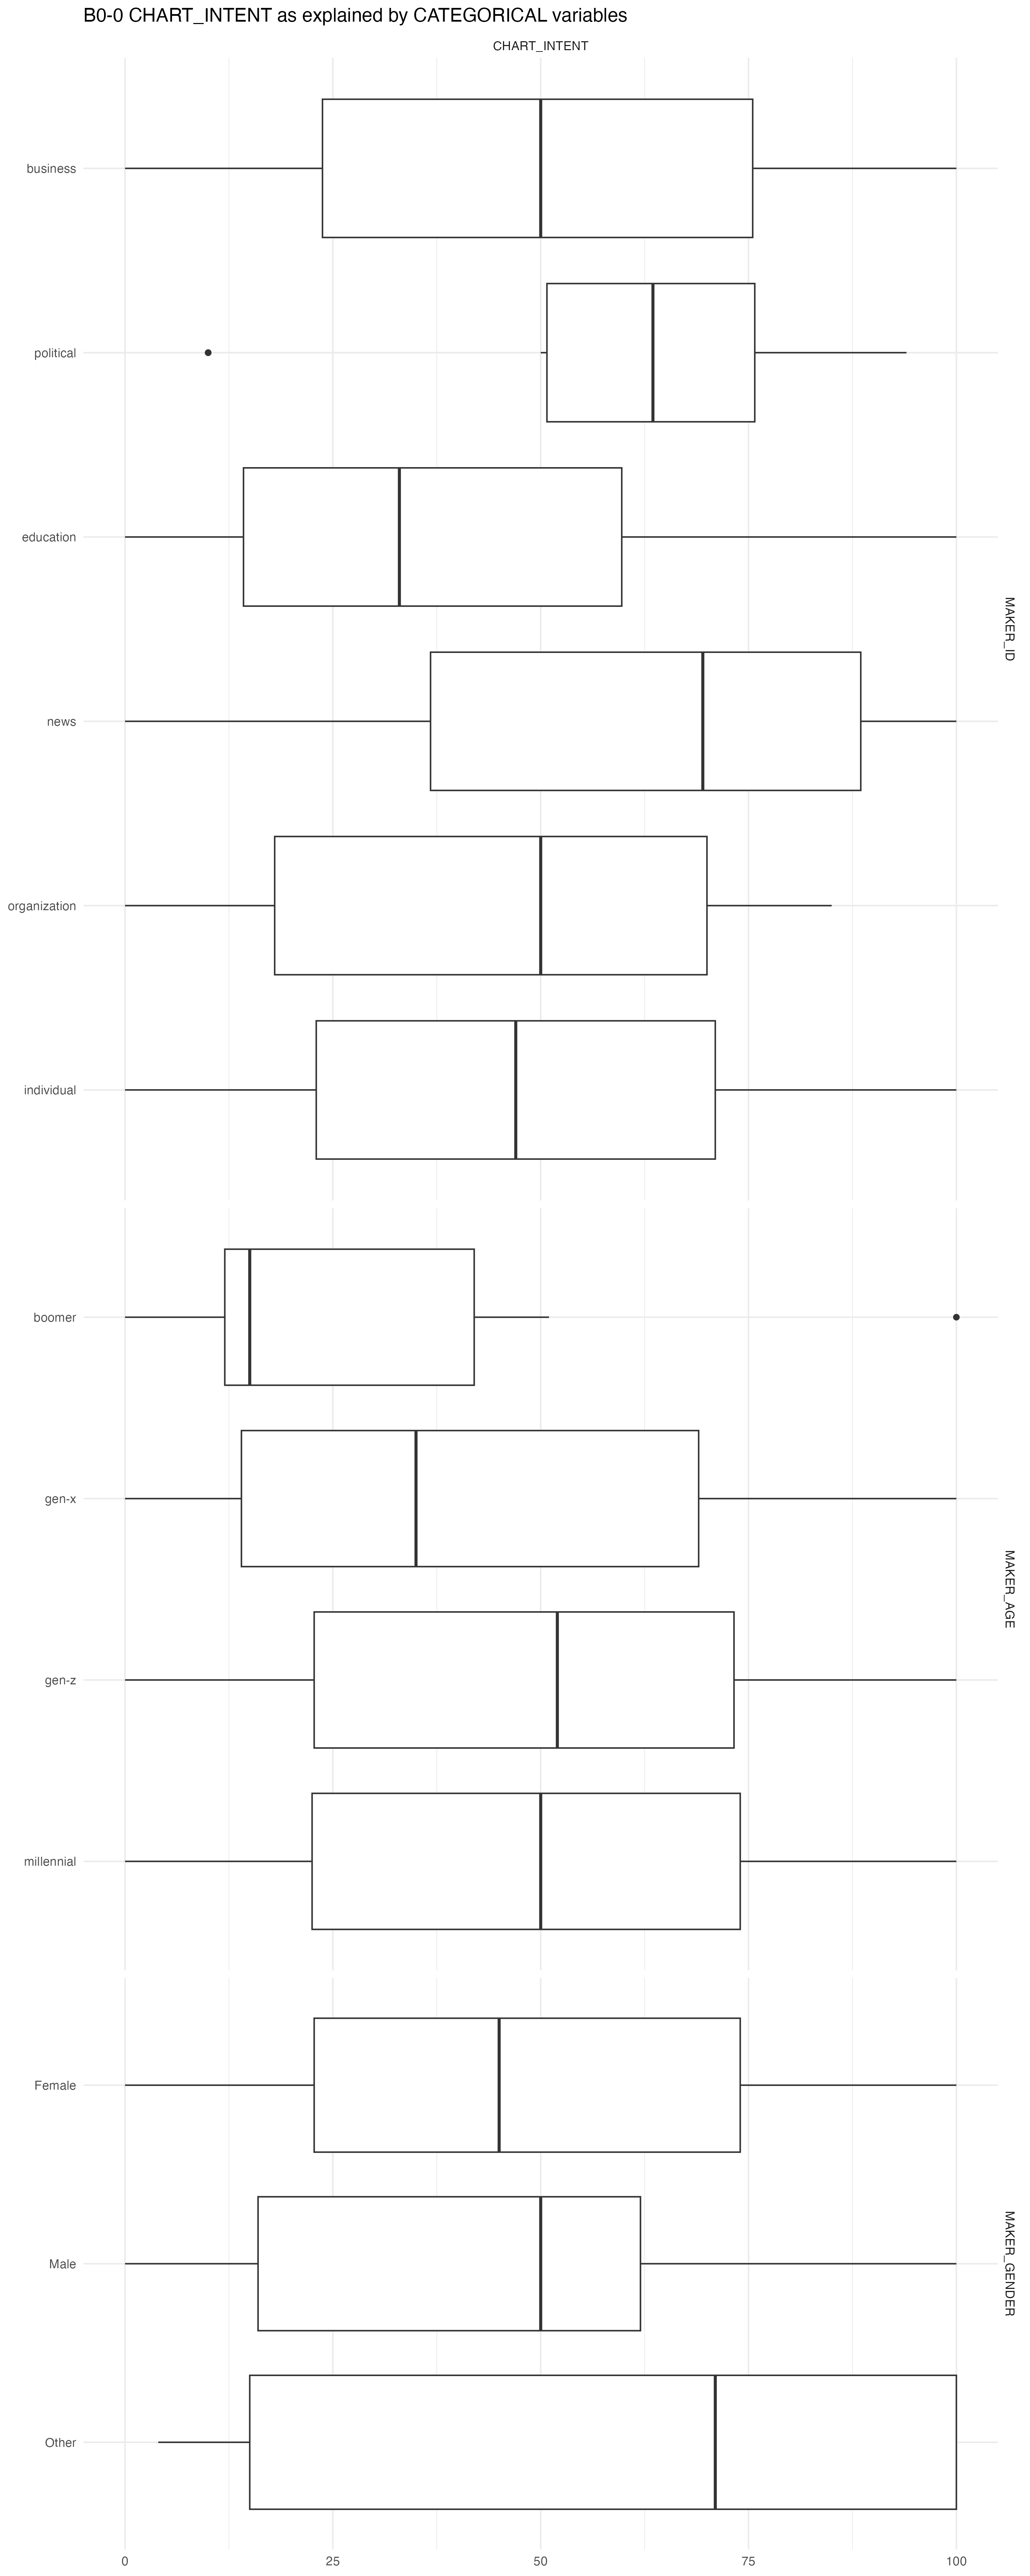 B0-0 CHART_INTENT as explained by CATEGORICAL variables
CHART_INTENT
business
political
education
news
organization
individual
MAKER_ID
boomer
gen-x
gen-z
millennial
MAKER_AGE
Female
Male
Other
MAKER_GENDER
0 25 50 75 100